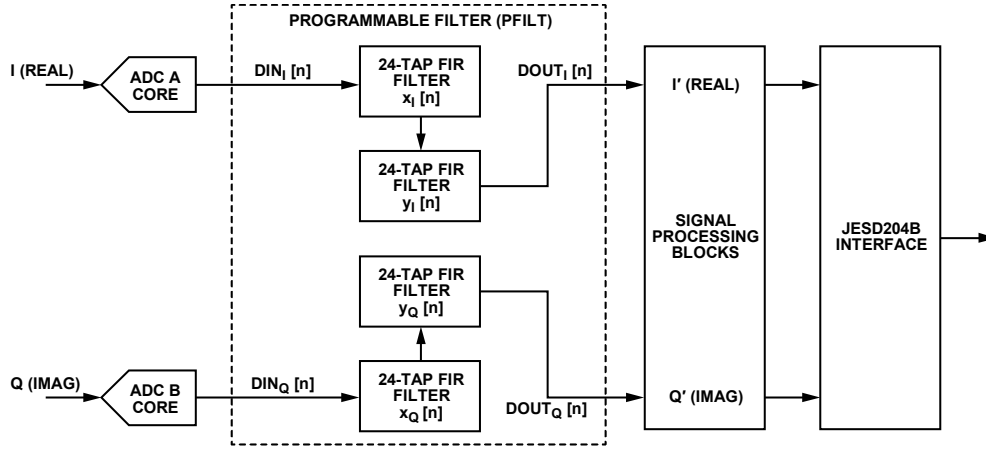 PROGRAMMABLE FILTER (PFILT)
I (REAL)
ADC A
CORE
DINI [n]
24-TAP FIR
FILTER
xI [n]
DOUTI [n]
I′ (REAL)
24-TAP FIR
FILTER
yI [n]
SIGNAL
PROCESSING
BLOCKS
JESD204B
INTERFACE
24-TAP FIR
FILTER
yQ [n]
Q (IMAG)
ADC B
CORE
DINQ [n]
24-TAP FIR
FILTER
xQ [n]
DOUTQ [n]
Q′ (IMAG)